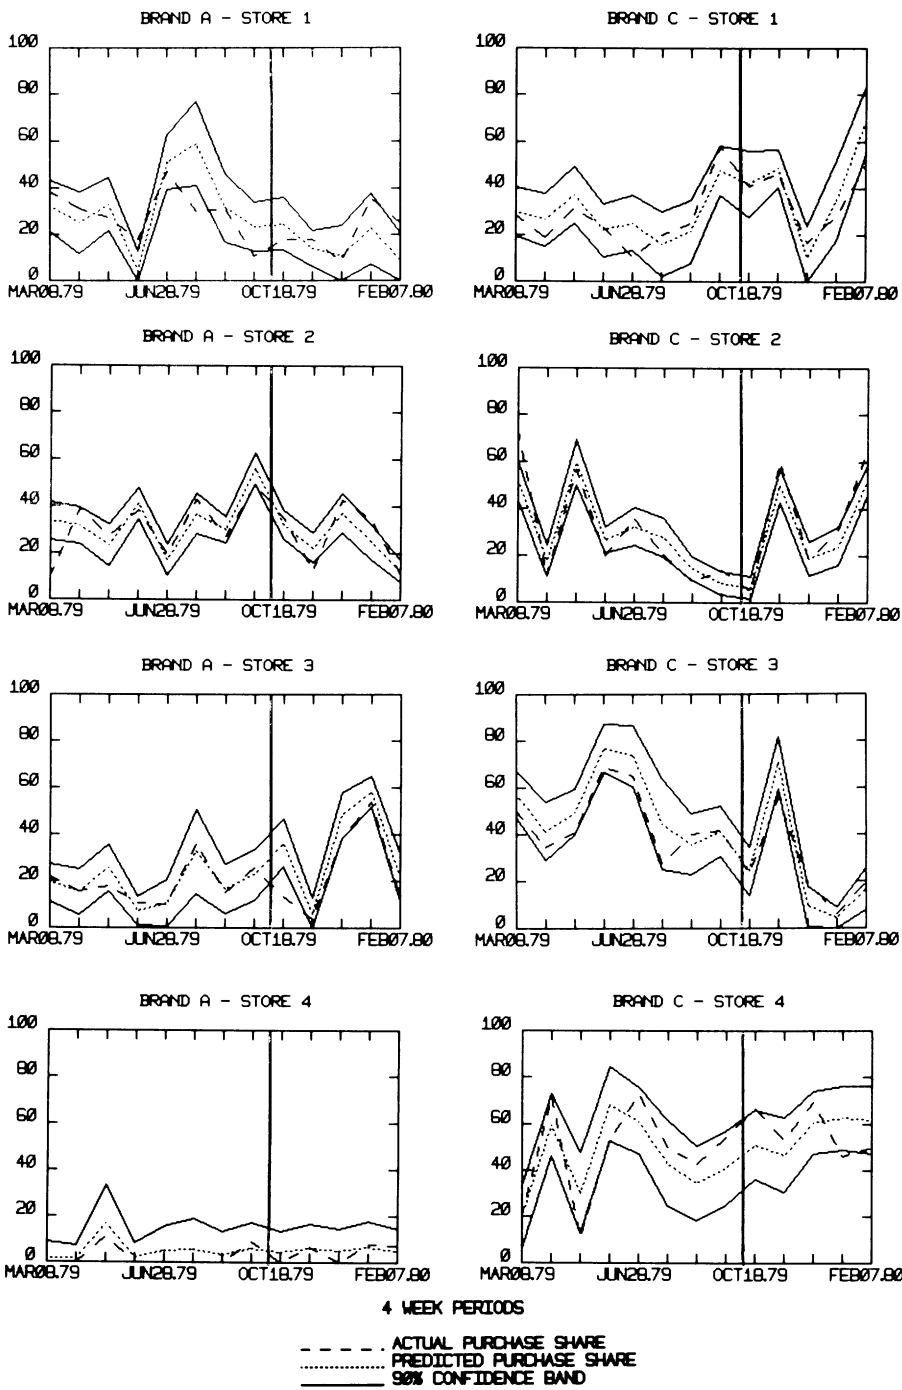 BRAND A - STORE 1
100
80
60
40
20
0
MAR08.79 JUN28.79 OCT18.79 FEB07.80
BRAND C - STORE 1
100
80
60
40
20
0
MAR08.79 JUN28.79 OCT18.79 FEB07.80
BRAND A - STORE 2
100
80
60
40
20
0
MAR08.79 JUN28.79 OCT18.79 FEB07.80
BRAND C - STORE 2
100
80
60
40
20
0
MAR08.79 JUN28.79 OCT18.79 FEB07.80
BRAND A - STORE 3
100
80
60
40
20
0
MAR08.79 JUN28.79 OCT18.79 FEB07.80
BRAND C - STORE 3
100
80
60
40
20
0
MAR08.79 JUN28.79 OCT18.79 FEB07.80
BRAND A - STORE 4
100
80
60
40
20
0
MAR08.79 JUN28.79 OCT18.79 FEB07.80
BRAND C - STORE 4
100
80
60
40
20
0
MAR08.79 JUN28.79 OCT18.79 FEB07.80
4 WEEK PERIODS
ACTUAL PURCHASE SHARE
PREDICTED PURCHASE SHARE
90% CONFIDENCE BAND